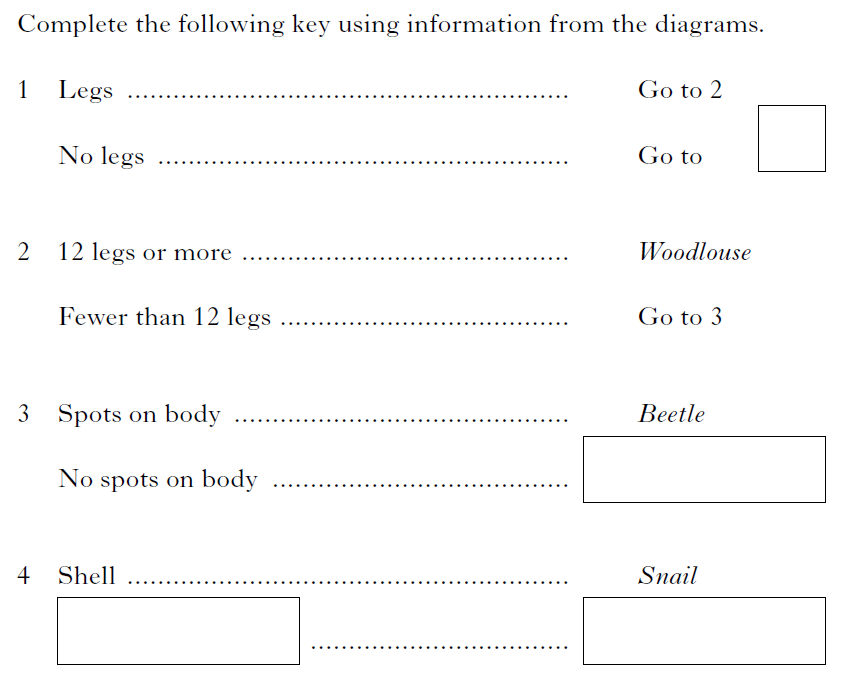 Complete the following key using information from the diagrams.
1 Legs ........................................................ Go to 2
No legs .................................................... Go to
2 12 legs or more ......................................... Woodlouse
Fewer than 12 legs ..................................... Go to 3
3 Spots on body .......................................... Beetle
No spots on body ...................................... 
4 Shell ........................................................ Snail
.................................